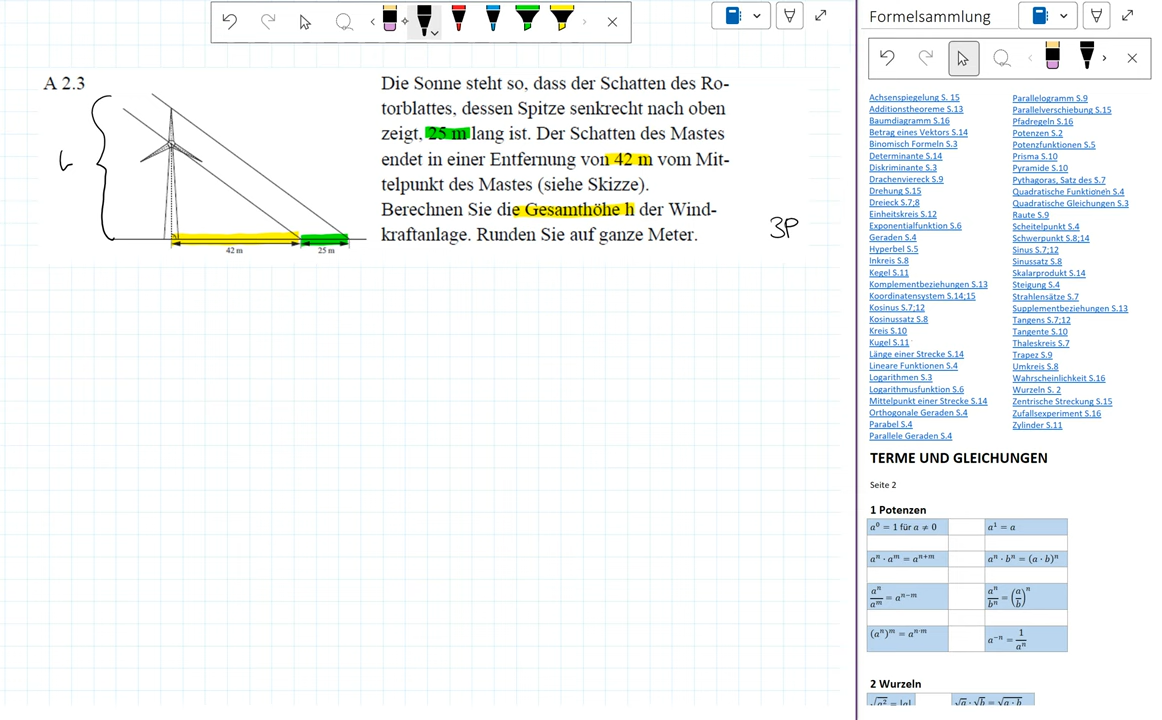 A 2.3
Die Sonne steht so, dass der Schatten des Ro-
torblattes, dessen Spitze senkrecht nach oben
zeigt, 25 m lang ist. Der Schatten des Mastes
endet in einer Entfernung von 42 m vom Mit-
telpunkt des Mastes (siehe Skizze).
Berechnen Sie die Gesamthöhe h der Wind-
kraftanlage. Runden Sie auf ganze Meter.
3P
h
42 m
25 m
Formelsammlung
Achsenspiegelung S. 15
Additionstheoreme S.13
Baumdiagramm S.16
Betrag eines Vektors S.14
Binomisch Formeln S.3
Determinante S.14
Diskriminante S.3
Drachenviereck S.9
Drehung S.15
Dreieck S.7;8
Einheitskreis S.12
Exponentialfunktion S.6
Geraden S.4
Hyperbel S.5
Inkreis S.8
Kegel S.11
Komplementbeziehungen S.13
Koordinatensystem S.14;15
Kosinus S.7;12
Kosinussatz S.8
Kreis S.10
Kugel S.11
Länge einer Strecke S.14
Lineare Funktionen S.4
Logarithmen S.3
Logarithmusfunktion S.6
Mittelpunkt einer Strecke S.14
Orthogonale Geraden S.4
Parabel S.4
Parallele Geraden S.4
Parallelogramm S.9
Parallelverschiebung S.15
Pfadregeln S.16
Potenzen S.2
Potenzfunktionen S.5
Prisma S.10
Pyramide S.10
Pythagoras, Satz des S.7
Quadratische Funktionen S.4
Quadratische Gleichungen S.3
Raute S.9
Scheitelpunkt S.4
Schwerpunkt S.8;14
Sinus S.7;12
Sinussatz S.8
Skalarprodukt S.14
Steigung S.4
Strahlensätze S.7
Supplementbeziehungen S.13
Tangens S.7;12
Tangente S.10
Thaleskreis S.7
Trapez S.9
Umkreis S.8
Wahrscheinlichkeit S.16
Wurzeln S. 2
Zentrische Streckung S.15
Zufallsexperiment S.16
Zylinder S.11
TERME UND GLEICHUNGEN
Seite 2
1 Potenzen
a⁰ = 1 für a ≠ 0
a¹ = a
aⁿ · aᵐ = aⁿ⁺ᵐ
aⁿ · bⁿ = (a · b)ⁿ
aⁿ/aᵐ = aⁿ⁻ᵐ
aⁿ/bⁿ = (a/b)ⁿ
(aⁿ)ᵐ = aⁿ·ᵐ
a⁻ⁿ = 1/aⁿ
2 Wurzeln
√a² = |a|
√a · √b = √a · b